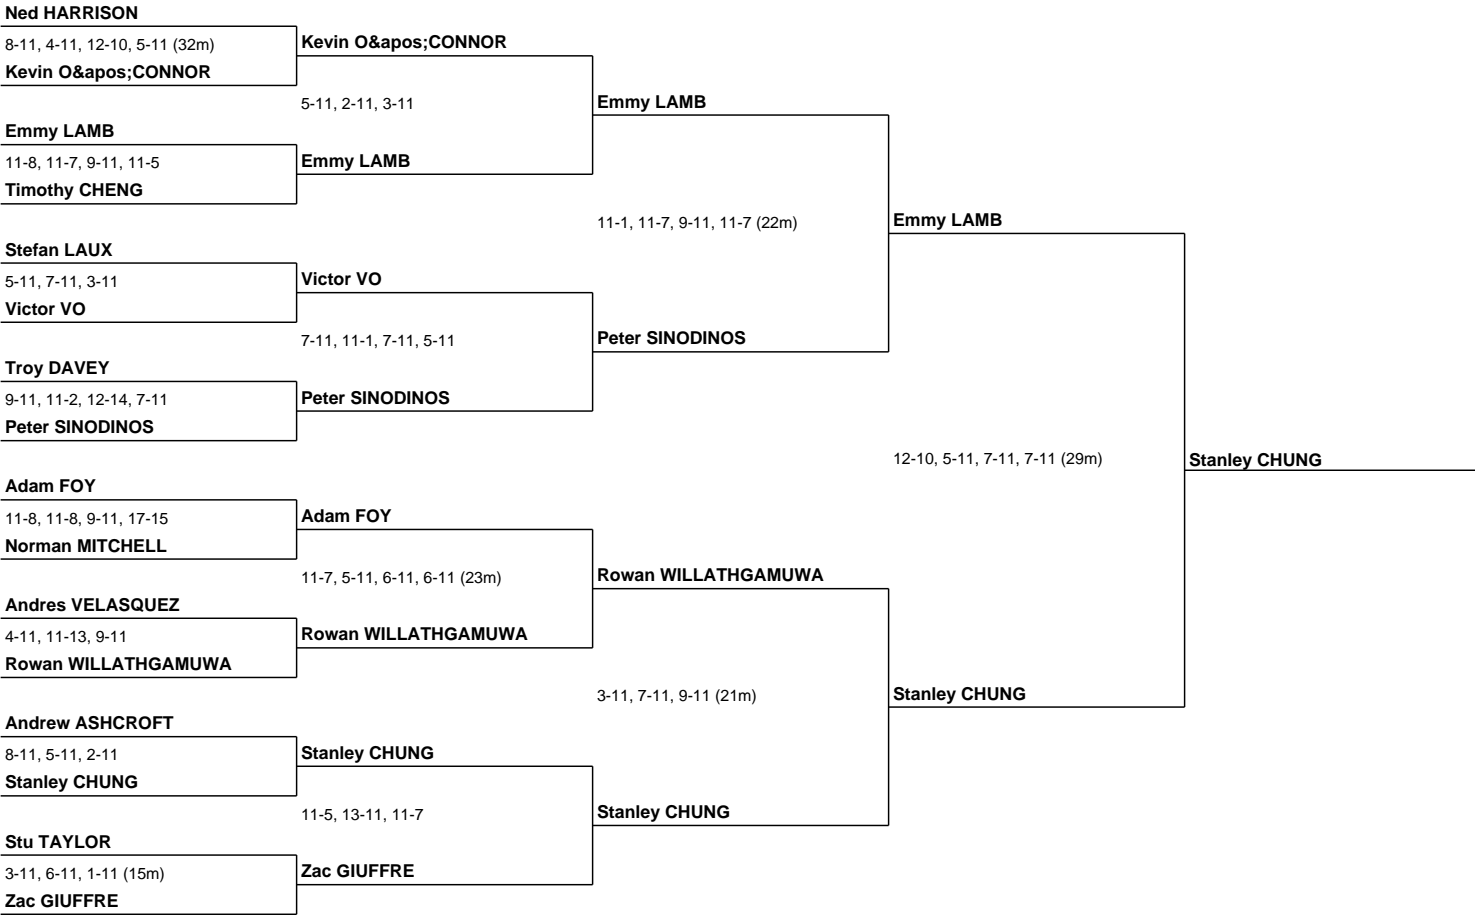 Ned HARRISON
8-11, 4-11, 12-10, 5-11 (32m)
Kevin O&apos;CONNOR
Emmy LAMB
11-8, 11-7, 9-11, 11-5
Timothy CHENG
Stefan LAUX
5-11, 7-11, 3-11
Victor VO
Troy DAVEY
9-11, 11-2, 12-14, 7-11
Peter SINODINOS
Adam FOY
11-8, 11-8, 9-11, 17-15
Norman MITCHELL
Andres VELASQUEZ
4-11, 11-13, 9-11
Rowan WILLATHGAMUWA
Andrew ASHCROFT
8-11, 5-11, 2-11
Stanley CHUNG
Stu TAYLOR
3-11, 6-11, 1-11 (15m)
Zac GIUFFRE
Kevin O&apos;CONNOR
5-11, 2-11, 3-11
Emmy LAMB
Victor VO
7-11, 11-1, 7-11, 5-11
Peter SINODINOS
Adam FOY
11-7, 5-11, 6-11, 6-11 (23m)
Rowan WILLATHGAMUWA
Stanley CHUNG
11-5, 13-11, 11-7
Zac GIUFFRE
Emmy LAMB
11-1, 11-7, 9-11, 11-7 (22m)
Peter SINODINOS
Rowan WILLATHGAMUWA
3-11, 7-11, 9-11 (21m)
Stanley CHUNG
Emmy LAMB
12-10, 5-11, 7-11, 7-11 (29m)
Stanley CHUNG
Stanley CHUNG